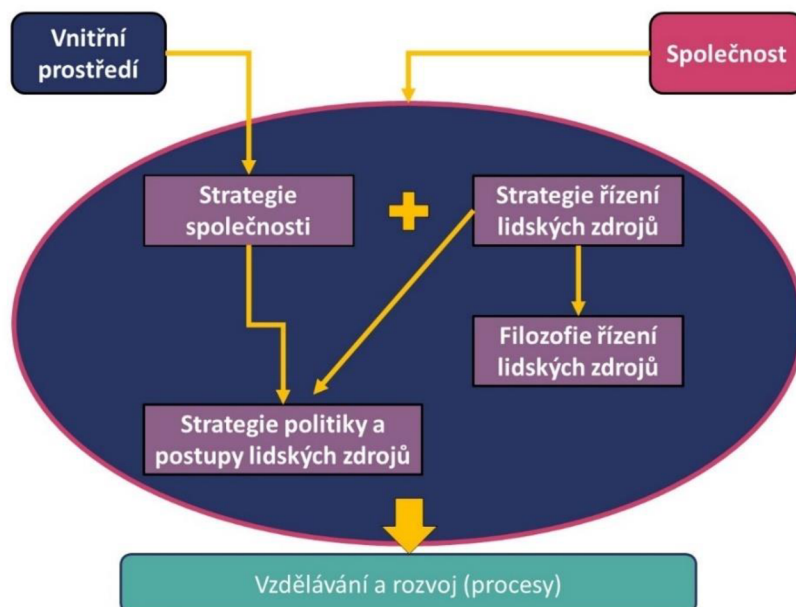 Vnitřní
prostředí
Společnost
Strategie
společnosti
Strategie řízení
lidských zdrojů
Filozofie řízení
lidských zdrojů
Strategie politiky a
postupy lidských zdrojů
Vzdělávání a rozvoj (procesy)